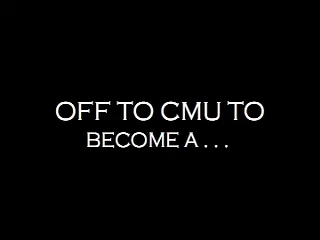 OFF TO CMU TO
BECOME A . . .